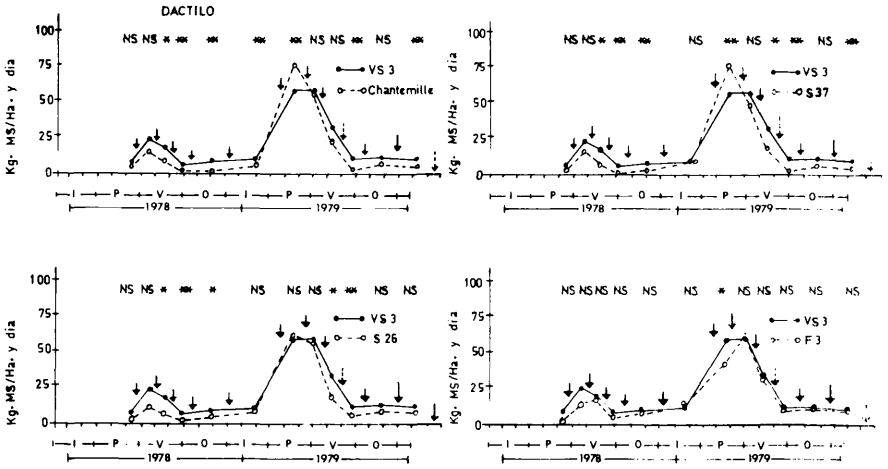 DACTILO
100
NS NS * ** ** ** ** NS NS ** NS **
75
VS 3
Chantemille
50
25
0
Kg. MS/Ha. y dia
I P V O I P V O
1978 1979
100
NS NS * ** ** NS ** NS * ** NS **
75
VS 3
S 37
50
25
0
Kg. MS/Ha. y dia
I P V O I P V O
1978 1979
100
NS NS * ** * NS NS NS * ** NS NS
75
VS 3
S 26
50
25
0
Kg. MS/Ha. y dia
I P V O I P V O
1978 1979
100
NS NS NS NS NS NS * NS NS NS NS NS
75
VS 3
F 3
50
25
0
Kg. MS/Ha. y dia
I P V O I P V O
1978 1979